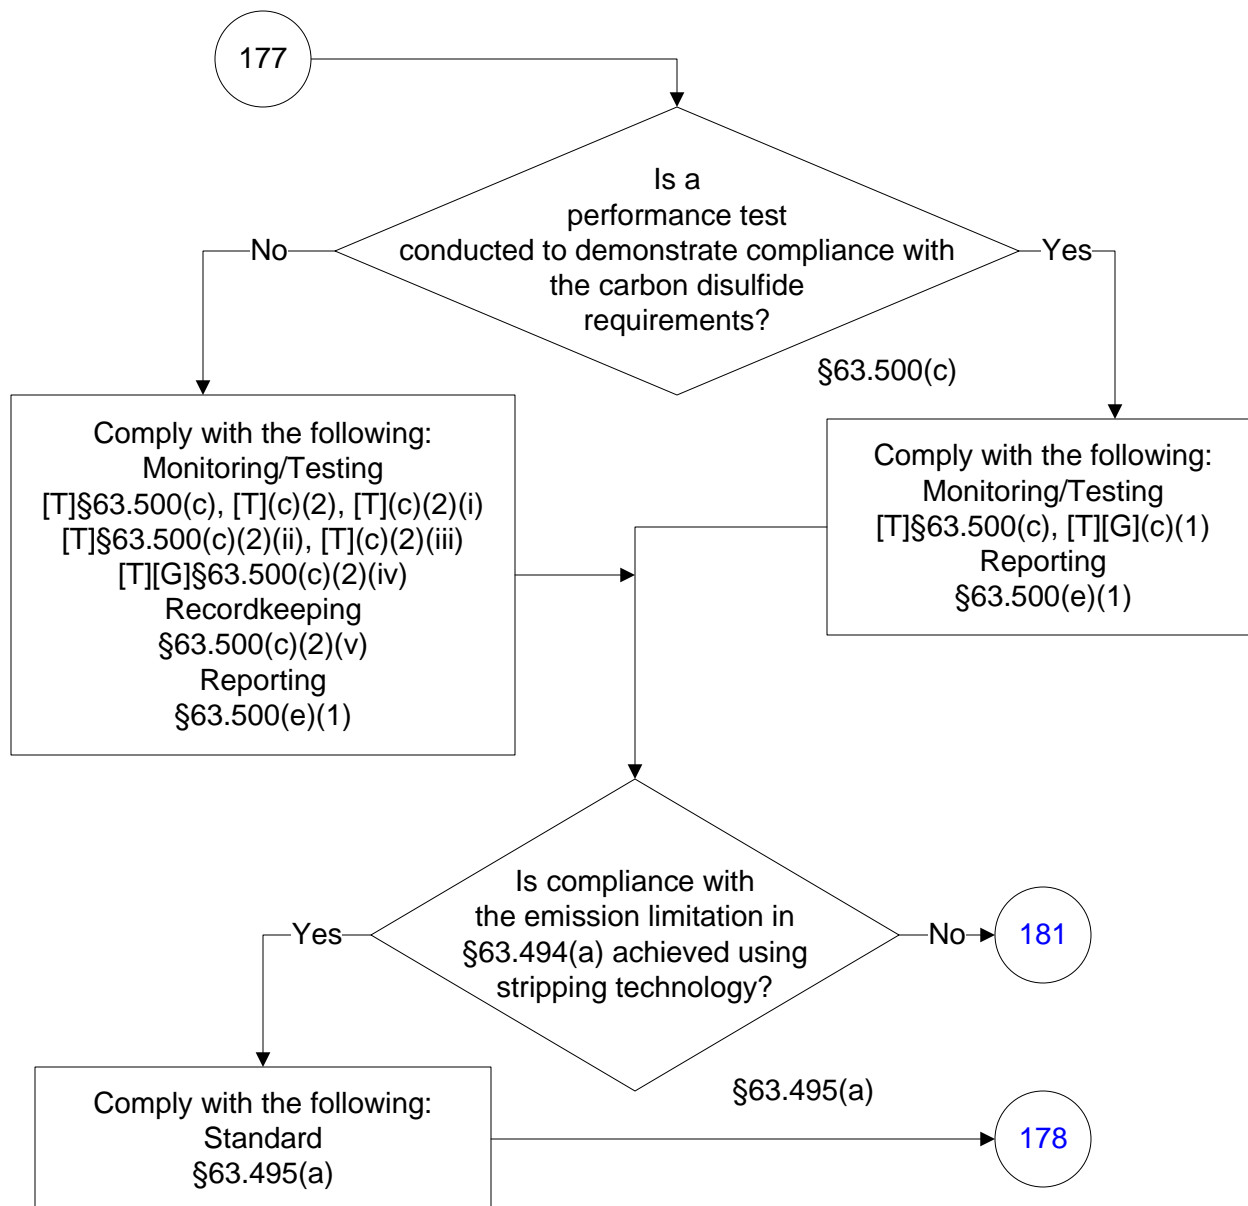 177
Is a
performance test
conducted to demonstrate compliance with
the carbon disulfide
requirements?
No
Yes
§63.500(c)
Comply with the following:
Monitoring/Testing
[T]§63.500(c), [T](c)(2), [T](c)(2)(i)
[T]§63.500(c)(2)(ii), [T](c)(2)(iii)
[T][G]§63.500(c)(2)(iv)
Recordkeeping
§63.500(c)(2)(v)
Reporting
§63.500(e)(1)
Comply with the following:
Monitoring/Testing
[T]§63.500(c), [T][G](c)(1)
Reporting
§63.500(e)(1)
Is compliance with
the emission limitation in
§63.494(a) achieved using
stripping technology?
Yes
No
181
§63.495(a)
Comply with the following:
Standard
§63.495(a)
178